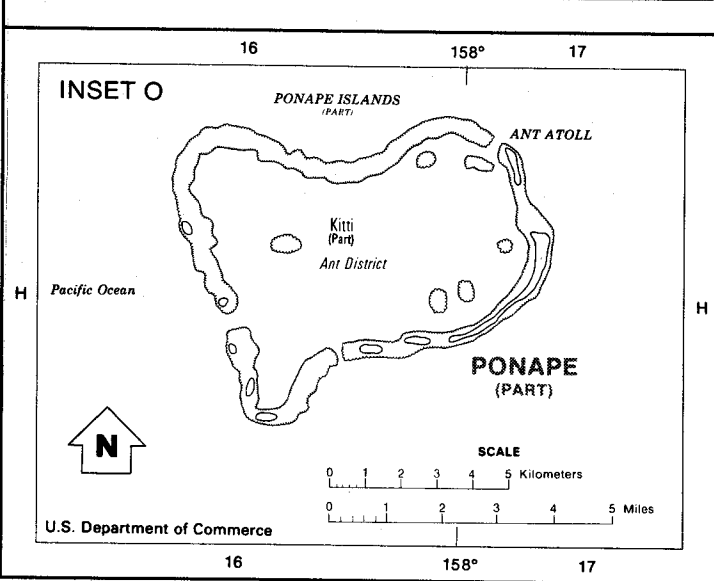 16 158° 17
INSET O
PONAPE ISLANDS
(PART)
ANT ATOLL
Kitti
(Part)
Ant District
H Pacific Ocean H
PONAPE
(PART)
N
SCALE
0 1 2 3 4 5 Kilometers
0 1 2 3 4 5 Miles
U.S. Department of Commerce
16 158° 17